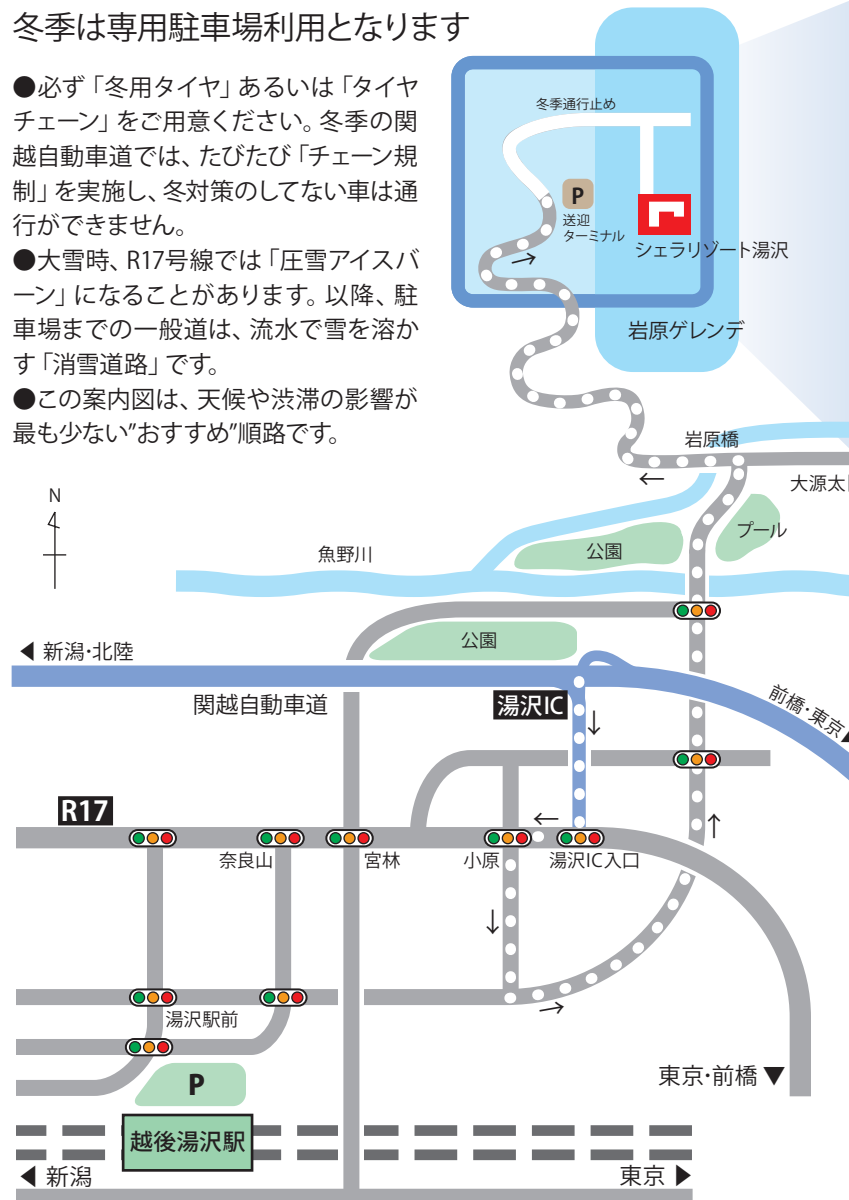 冬季は専用駐車場利用となります
●必ず「冬用タイヤ」あるいは「タイヤ
チェーン」をご用意ください。冬季の関
越自動車道では、たびたび「チェーン規
制」を実施し、冬対策のしてない車は通
行ができません。
●大雪時、R17号線では「圧雪アイスバ
ーン」になることがあります。以降、駐
車場までの一般道は、流水で雪を溶か
す「消雪道路」です。
●この案内図は、天候や渋滞の影響が
最も少ない"おすすめ"順路です。
冬季通行止め
P
送迎
ターミナル
シェラリゾート湯沢
岩原ゲレンデ
岩原橋
←
大源太
プール
公園
魚野川
N
公園
◀ 新潟・北陸
関越自動車道
湯沢IC
前橋・東京▶
R17
奈良山
宮林
小原
湯沢IC入口
湯沢駅前
P
東京・前橋▼
越後湯沢駅
◀ 新潟
東京 ▶